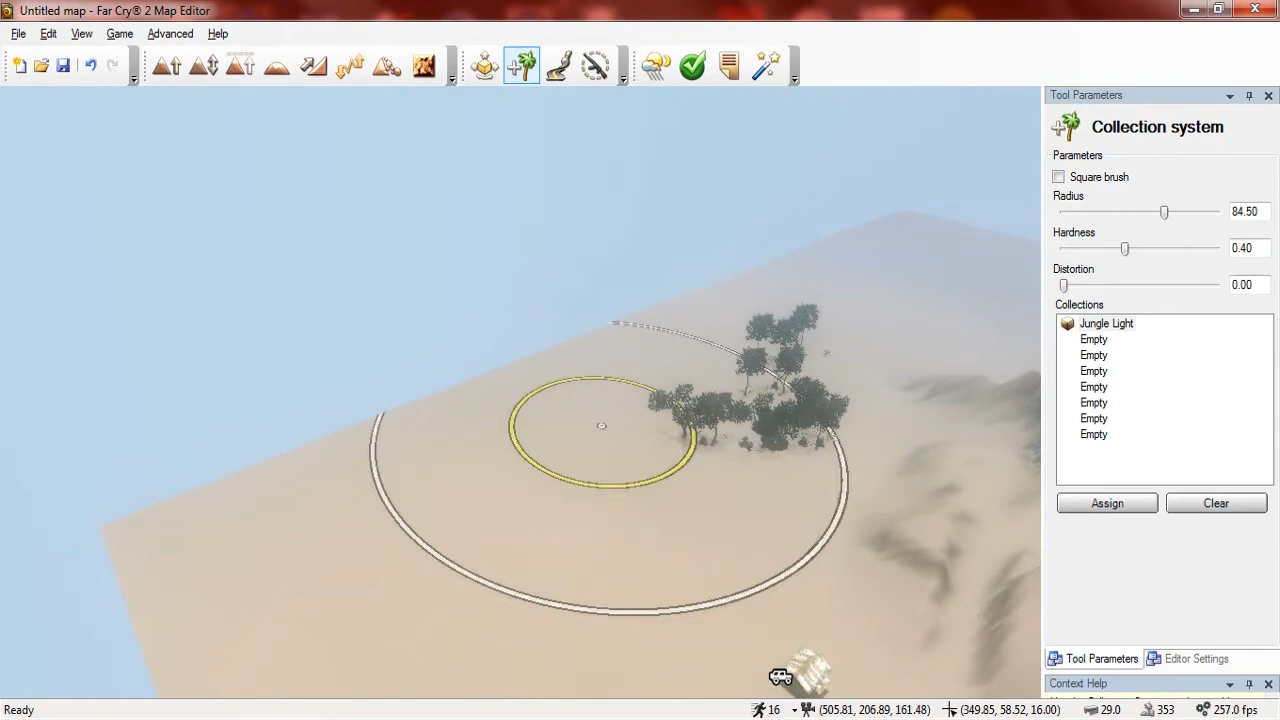 Untitled map - Far Cry® 2 Map Editor
File Edit View Game Advanced Help
Tool Parameters
Collection system
Parameters
Square brush
Radius
84.50
Hardness
0.40
Distortion
0.00
Collections
Jungle Light
Empty
Empty
Empty
Empty
Empty
Empty
Empty
Assign Clear
Tool Parameters Editor Settings
Context Help
Ready 16 (505.81, 206.89, 161.48) (349.85, 58.52, 16.00) 29.0 353 257.0 fps